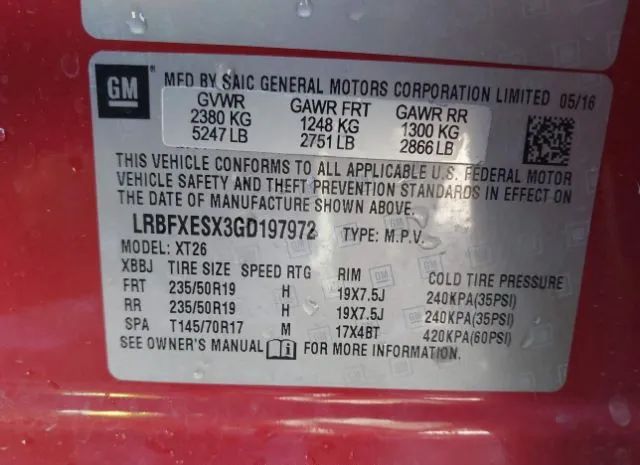 GM
MFD BY SAIC GENERAL MOTORS CORPORATION LIMITED 05/16
GVWR GAWR FRT GAWR RR
2380 KG 1248 KG 1300 KG
5247 LB 2751 LB 2866 LB
THIS VEHICLE CONFORMS TO ALL APPLICABLE U.S. FEDERAL MOTOR
VEHICLE SAFETY AND THEFT PREVENTION STANDARDS IN EFFECT ON
THE DATE OF MANUFACTURE SHOWN ABOVE.
LRBFXESX3GD197972 TYPE: M.P.V.
MODEL: XT26
XBBJ TIRE SIZE SPEED RTG RIM COLD TIRE PRESSURE
FRT 235/50R19 H 19X7.5J 240KPA(35PSI)
RR 235/50R19 H 19X7.5J 240KPA(35PSI)
SPA T145/70R17 M 17X4BT 420KPA(60PSI)
SEE OWNER'S MANUAL i FOR MORE INFORMATION.